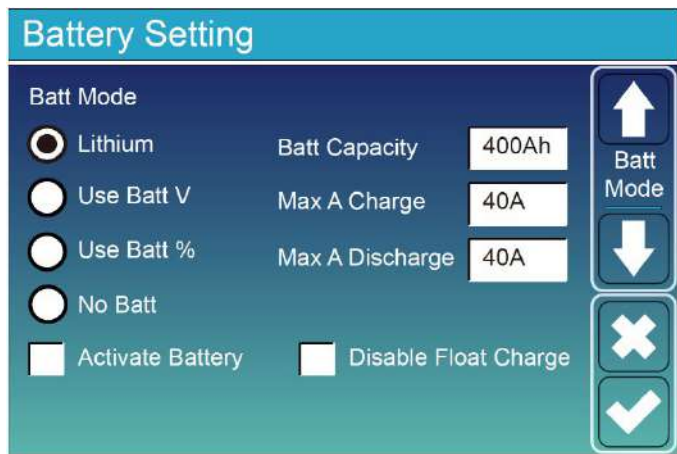 Battery Setting
Batt Mode
Lithium
Batt Capacity 400Ah
Use Batt V
Max A Charge 40A
Use Batt %
Max A Discharge 40A
No Batt
Activate Battery
Disable Float Charge
Batt
Mode